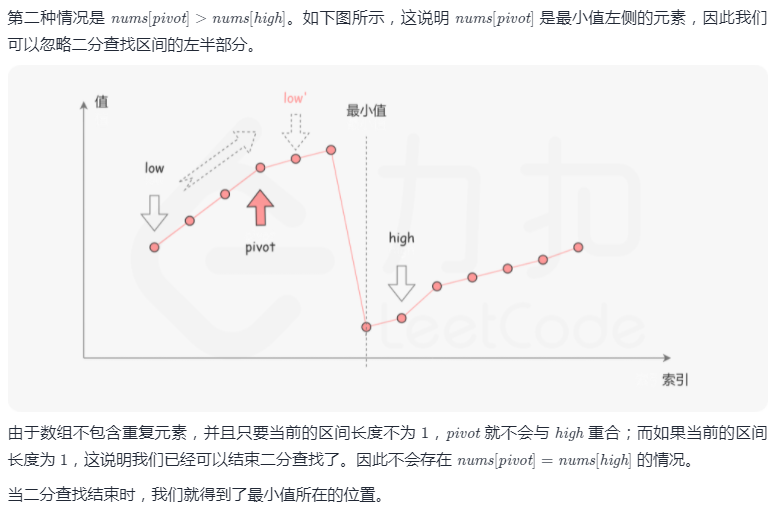 第二种情况是 nums[pivot] > nums[high]。如下图所示，这说明 nums[pivot] 是最小值左侧的元素，因此我们
可以忽略二分查找区间的左半部分。
值
low'
最小值
low
pivot
high
力扣
LeetCode
索引
由于数组不包含重复元素，并且只要当前的区间长度不为 1，pivot 就不会与 high 重合；而如果当前的区间
长度为 1，这说明我们已经可以结束二分查找了。因此不会存在 nums[pivot] = nums[high] 的情况。
当二分查找结束时，我们就得到了最小值所在的位置。